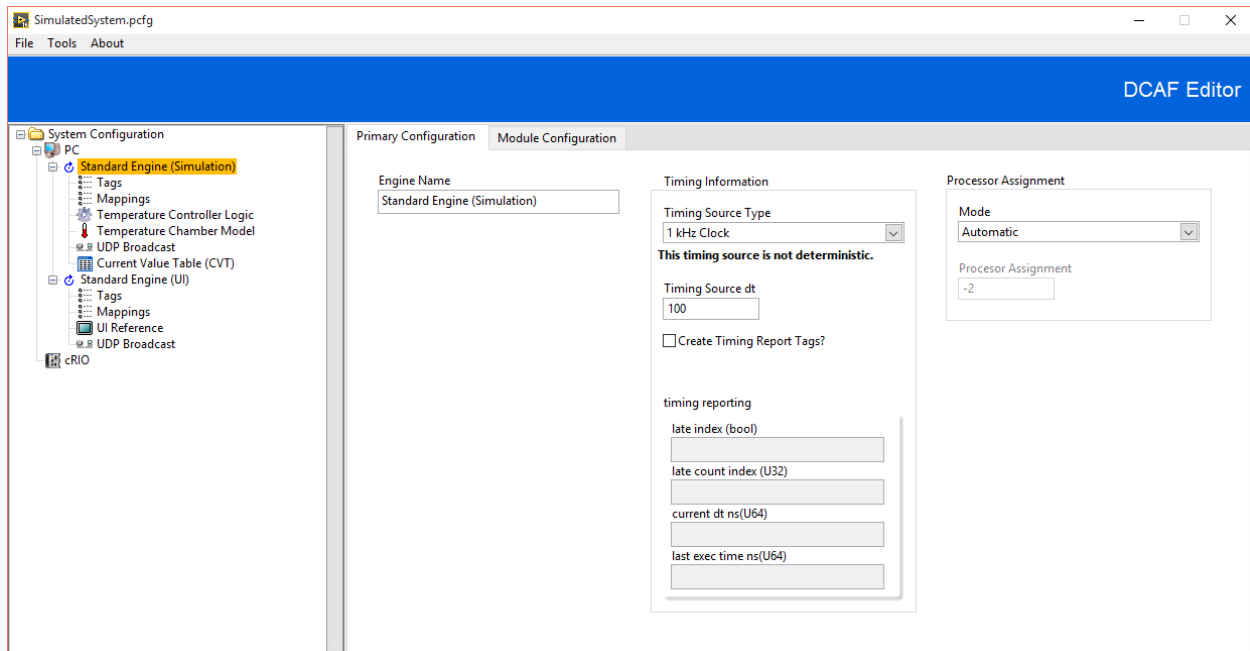 SimulatedSystem.pcfg
File Tools About
DCAF Editor
System Configuration
PC
Standard Engine (Simulation)
Tags
Mappings
Temperature Controller Logic
Temperature Chamber Model
UDP Broadcast
Current Value Table (CVT)
Standard Engine (UI)
Tags
Mappings
UI Reference
UDP Broadcast
cRIO
Primary Configuration
Module Configuration
Engine Name
Standard Engine (Simulation)
Timing Information
Timing Source Type
1 kHz Clock
This timing source is not deterministic.
Timing Source dt
100
Create Timing Report Tags?
timing reporting
late index (bool)
late count index (U32)
current dt ns(U64)
last exec time ns(U64)
Processor Assignment
Mode
Automatic
Procesor Assignment
-2